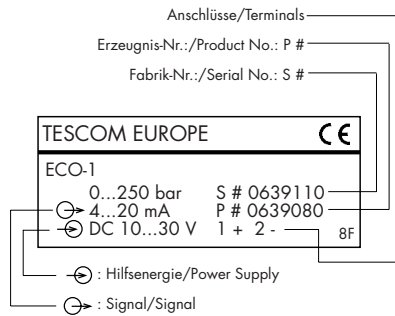 Anschlüsse/Terminals
Erzeugnis-Nr.:/Product No.: P #
Fabrik-Nr.:/Serial No.: S #
TESCOM EUROPE CE
ECO-1
0...250 bar S # 0639110
4...20 mA P # 0639080
DC 10...30 V 1 + 2 - 8F
: Hilfsenergie/Power Supply
: Signal/Signal